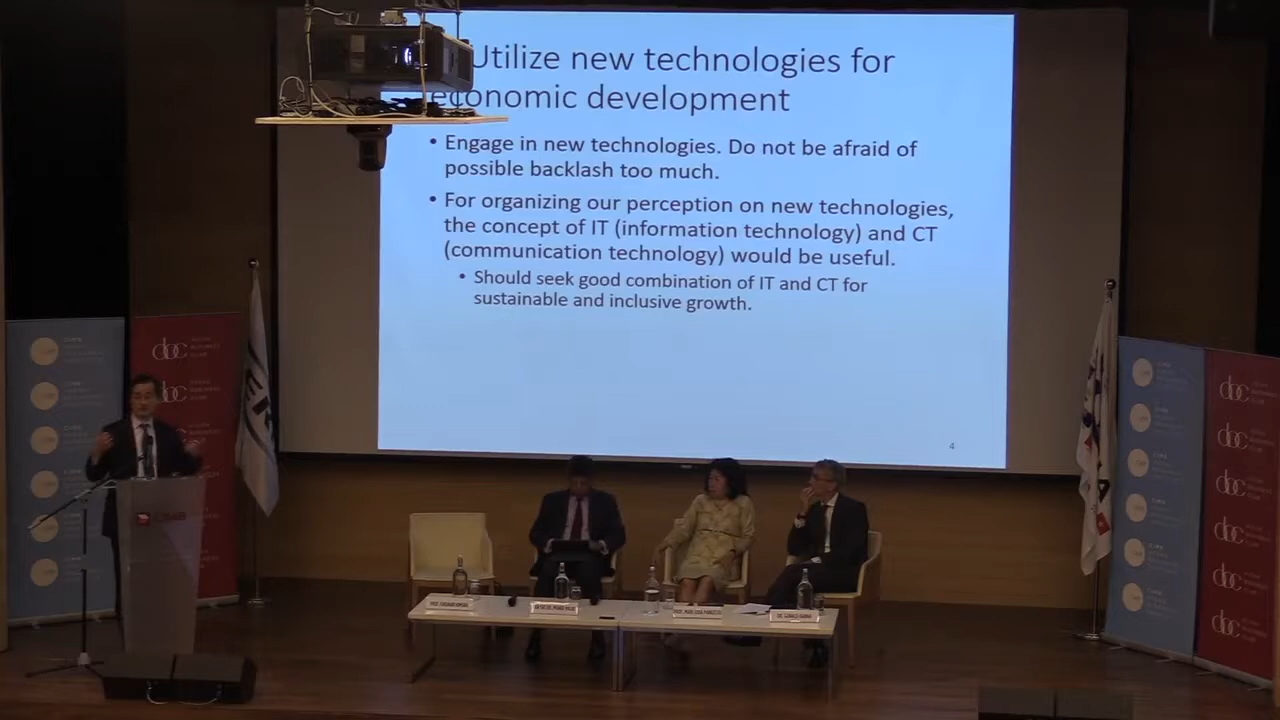 Utilize new technologies for
economic development
• Engage in new technologies. Do not be afraid of
possible backlash too much.
• For organizing our perception on new technologies,
the concept of IT (information technology) and CT
(communication technology) would be useful.
• Should seek good combination of IT and CT for
sustainable and inclusive growth.
4